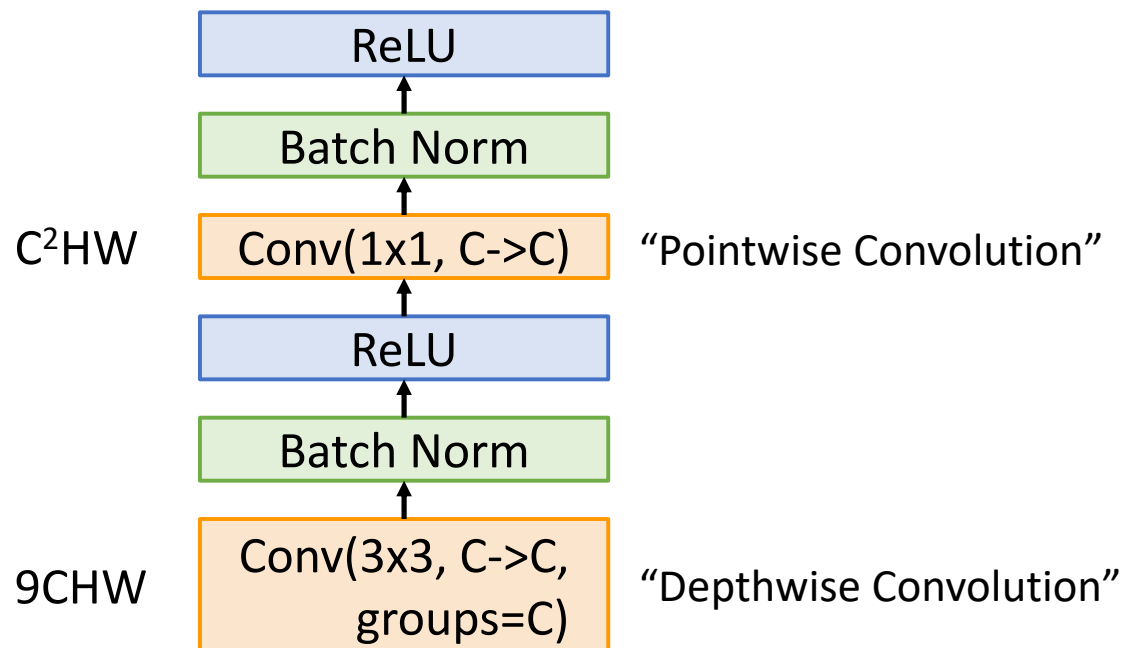 ReLU
Batch Norm
C²HW
Conv(1x1, C->C)
“Pointwise Convolution”
ReLU
Batch Norm
9CHW
Conv(3x3, C->C,
groups=C)
“Depthwise Convolution”